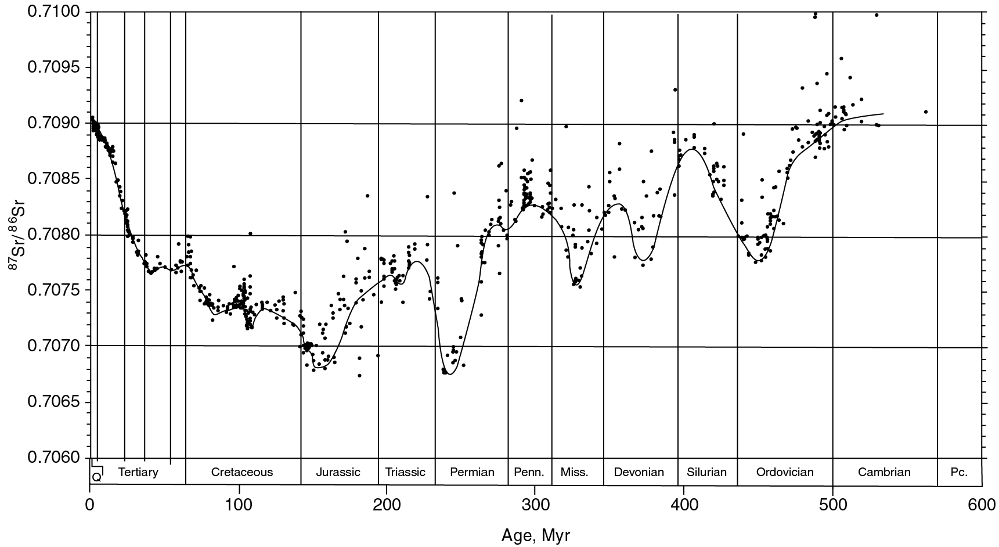 0.7100
0.7095
0.7090
0.7085
0.7080
0.7075
0.7070
0.7065
0.7060
⁸⁷Sr/⁸⁶Sr
Q Tertiary Cretaceous Jurassic Triassic Permian Penn. Miss. Devonian Silurian Ordovician Cambrian Pc.
0 100 200 300 400 500 600
Age, Myr